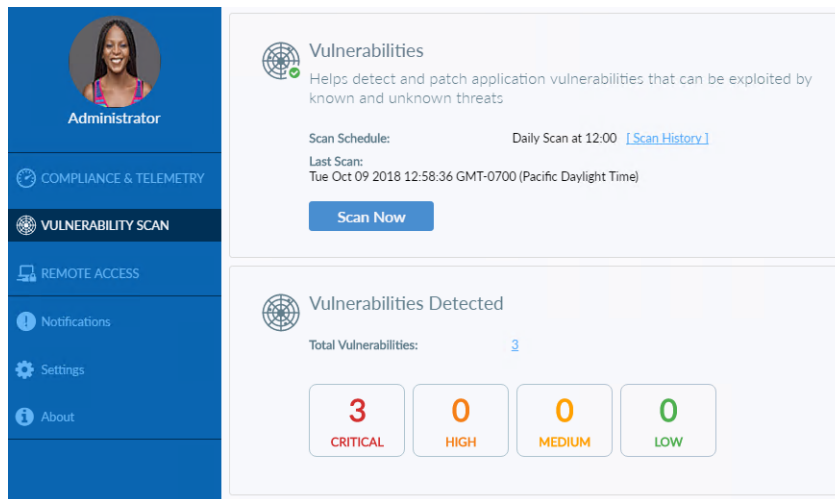 Administrator
COMPLIANCE & TELEMETRY
VULNERABILITY SCAN
REMOTE ACCESS
Notifications
Settings
About
Vulnerabilities
Helps detect and patch application vulnerabilities that can be exploited by
known and unknown threats
Scan Schedule: Daily Scan at 12:00 [ Scan History ]
Last Scan:
Tue Oct 09 2018 12:58:36 GMT-0700 (Pacific Daylight Time)
Scan Now
Vulnerabilities Detected
Total Vulnerabilities: 3
3 0 0 0
CRITICAL HIGH MEDIUM LOW